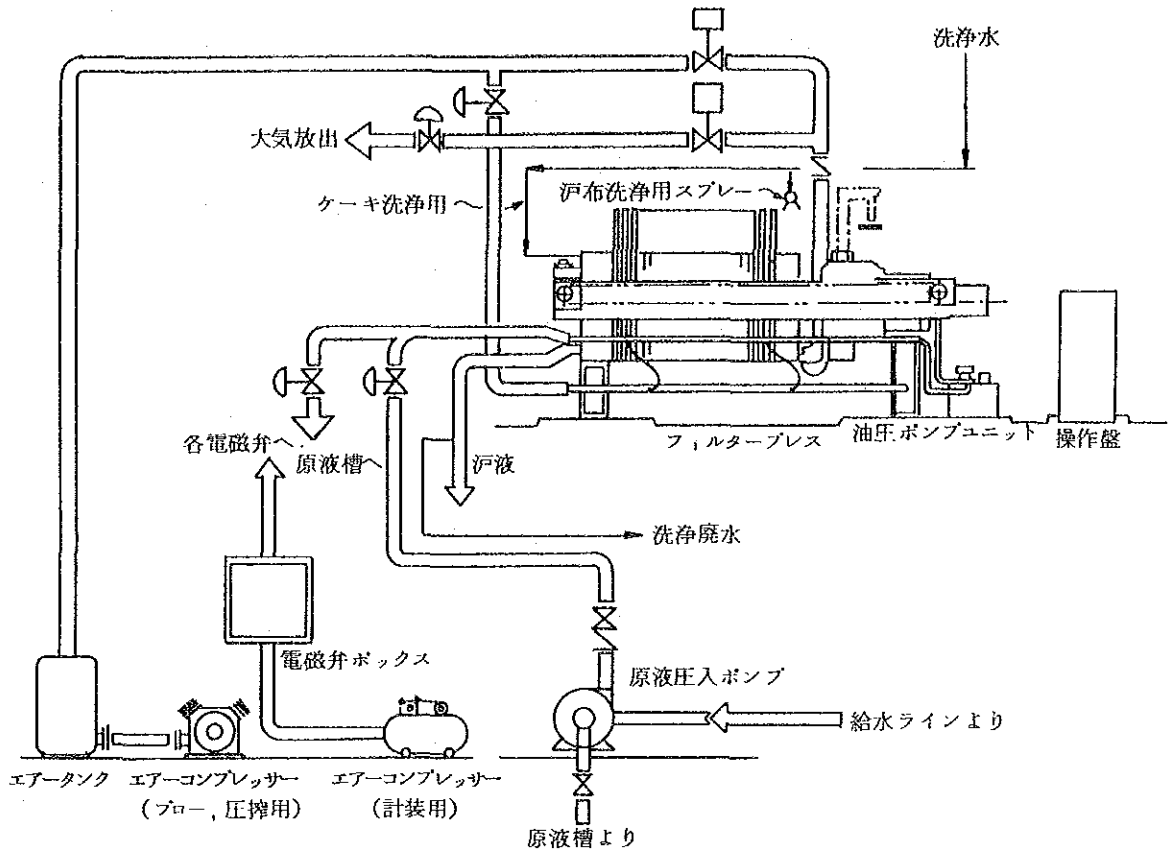 洗浄水
大気放出
ケーキ洗浄用
沪布洗浄用スプレー
各電磁弁へ
原液槽へ
沪液
フィルタープレス
油圧ポンプユニット
操作盤
洗浄廃水
電磁弁ボックス
原液圧入ポンプ
給水ラインより
エアータンク
エアーコンプレッサー
(ブロー,圧搾用)
エアーコンプレッサー
(計装用)
原液槽より